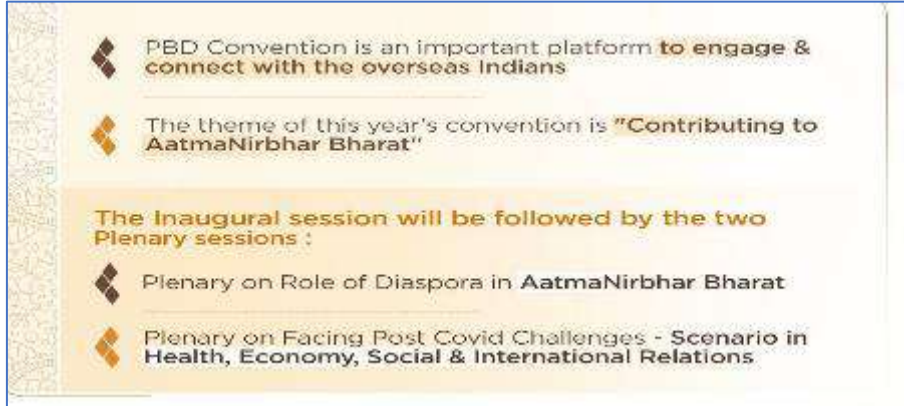 PBD Convention is an important platform to engage &
connect with the overseas Indians
The theme of this year's convention is "Contributing to
AatmaNirbhar Bharat"
The Inaugural session will be followed by the two
Plenary sessions :
Plenary on Role of Diaspora in AatmaNirbhar Bharat
Plenary on Facing Post Covid Challenges - Scenario in
Health, Economy, Social & International Relations